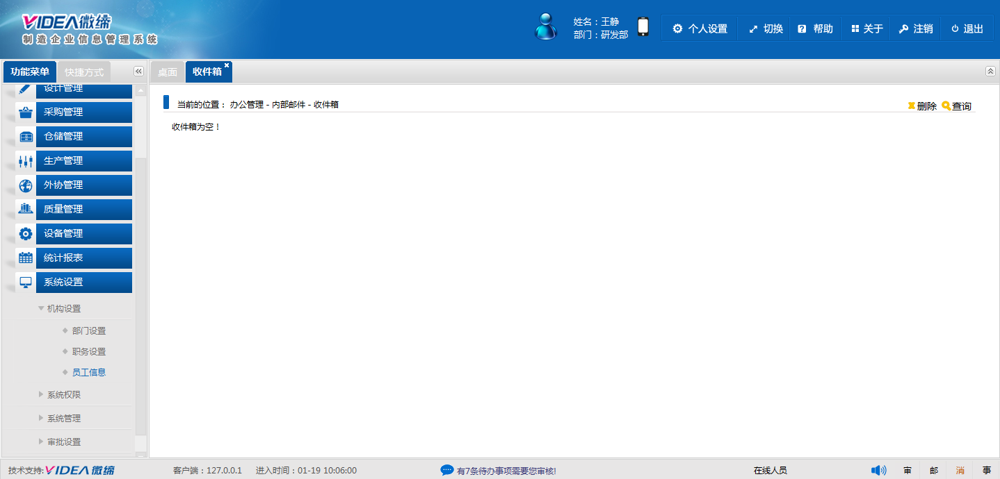 VIDEA微缔
制造企业信息管理系统
姓名：王静
部门：研发部
个人设置 切换 帮助 关于 注销 退出
功能菜单 快捷方式 桌面 收件箱
设计管理
当前的位置： 办公管理 - 内部邮件 - 收件箱
删除 查询
采购管理
收件箱为空！
仓储管理
生产管理
外协管理
质量管理
设备管理
统计报表
系统设置
机构设置
部门设置
职务设置
员工信息
系统权限
系统管理
审批设置
技术支持:VIDEA微缔 客户端：127.0.0.1 进入时间：01-19 10:06:00 有7条待办事项需要您审核! 在线人员 审 邮 消 事